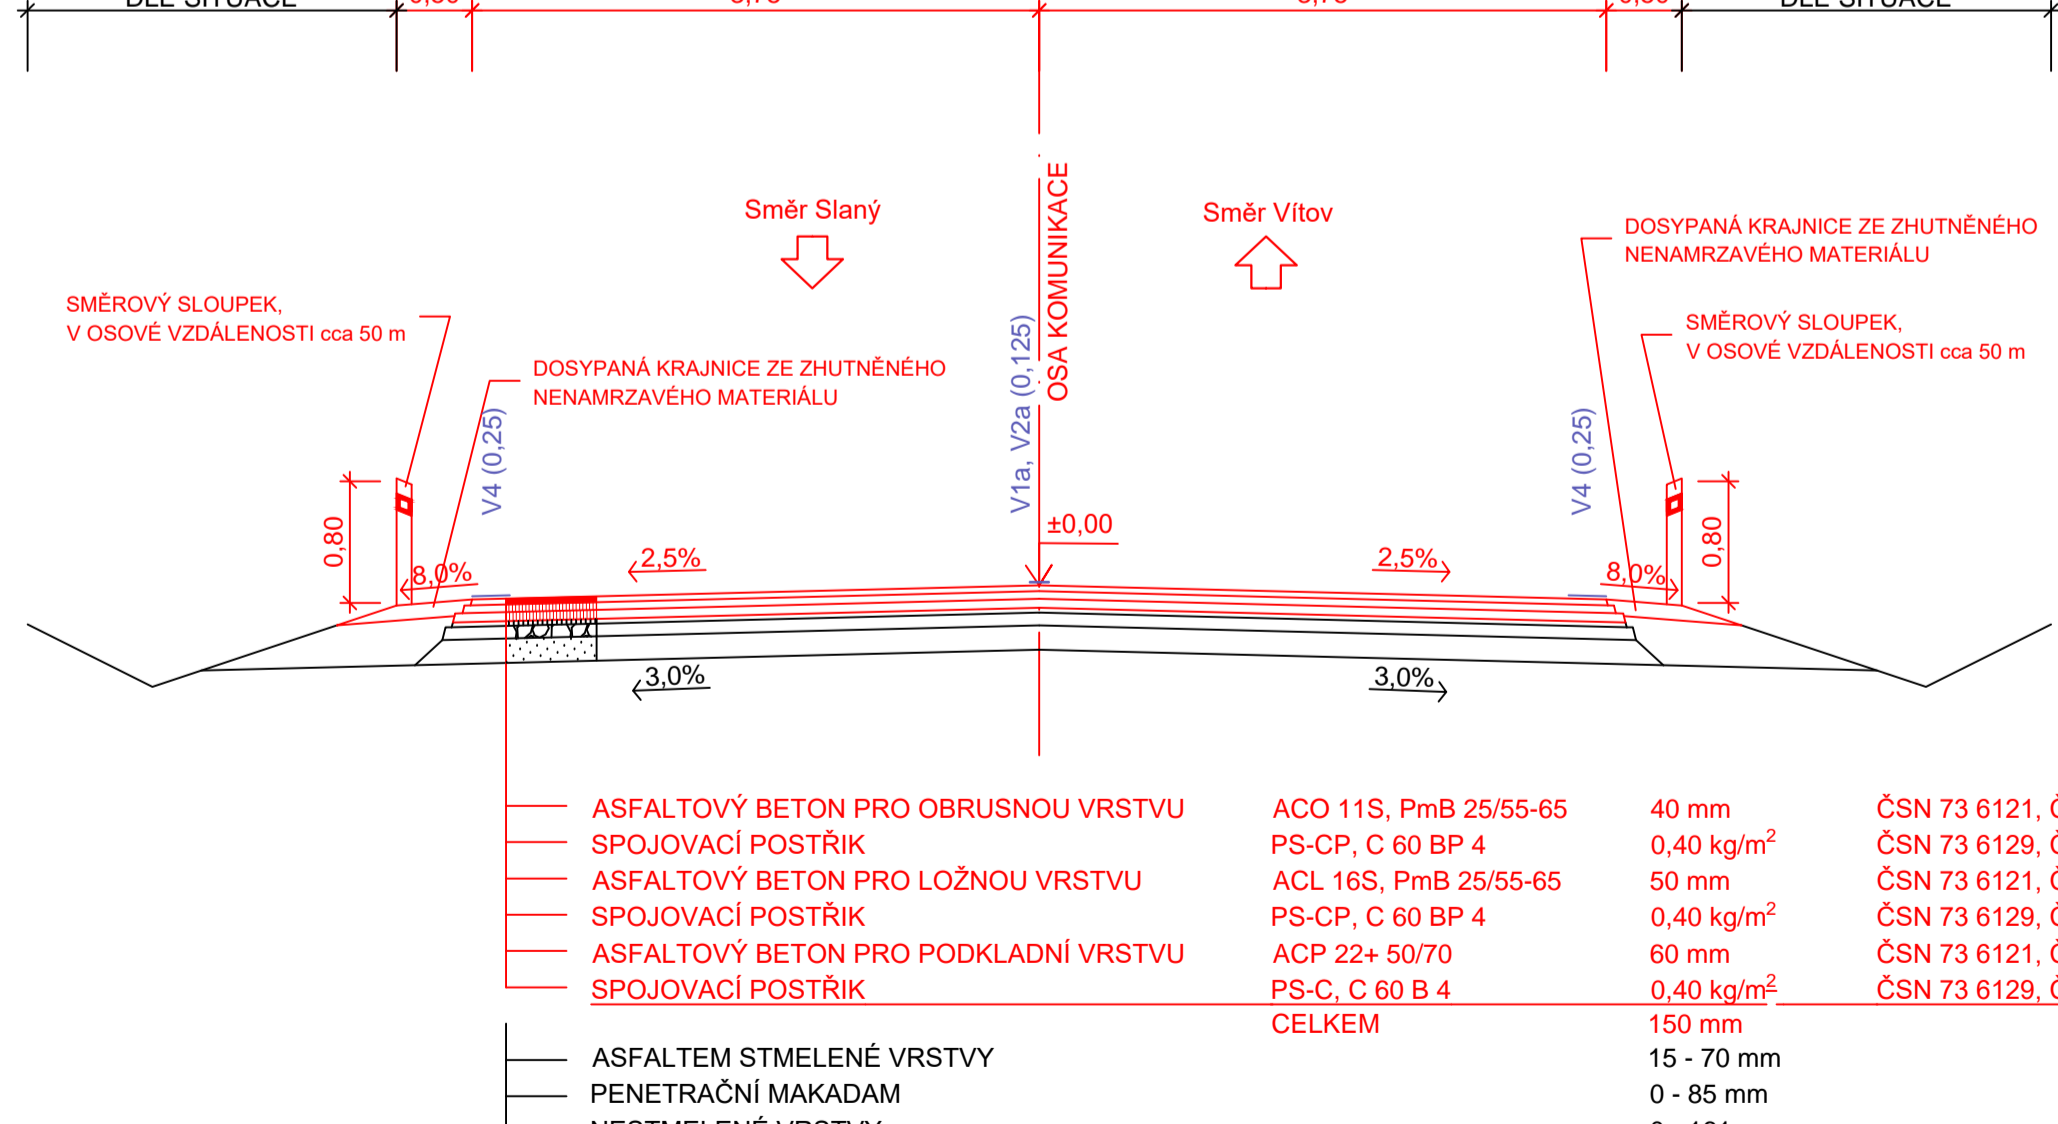 DLE SITUACE
DLE SITUACE
Směr Slaný
Směr Vítov
OSA KOMUNIKACE
V1a, V2a (0,125)
DOSYPANÁ KRAJNICE ZE ZHUTNĚNÉHO
NENAMRZAVÉHO MATERIÁLU
SMĚROVÝ SLOUPEK,
V OSOVÉ VZDÁLENOSTI cca 50 m
SMĚROVÝ SLOUPEK,
V OSOVÉ VZDÁLENOSTI cca 50 m
DOSYPANÁ KRAJNICE ZE ZHUTNĚNÉHO
NENAMRZAVÉHO MATERIÁLU
V4 (0,25)
V4 (0,25)
±0,00
0,80
0,80
8,0%
2,5%
2,5%
8,0%
3,0%
3,0%
ASFALTOVÝ BETON PRO OBRUSNOU VRSTVU ACO 11S, PmB 25/55-65 40 mm ČSN 73 6121,
SPOJOVACÍ POSTŘIK PS-CP, C 60 BP 4 0,40 kg/m² ČSN 73 6129,
ASFALTOVÝ BETON PRO LOŽNOU VRSTVU ACL 16S, PmB 25/55-65 50 mm ČSN 73 6121,
SPOJOVACÍ POSTŘIK PS-CP, C 60 BP 4 0,40 kg/m² ČSN 73 6129,
ASFALTOVÝ BETON PRO PODKLADNÍ VRSTVU ACP 22+ 50/70 60 mm ČSN 73 6121,
SPOJOVACÍ POSTŘIK PS-C, C 60 B 4 0,40 kg/m² ČSN 73 6129,
CELKEM 150 mm
ASFALTEM STMELENÉ VRSTVY 15 - 70 mm
PENETRAČNÍ MAKADAM 0 - 85 mm
NESTMELENÉ VRSTVY